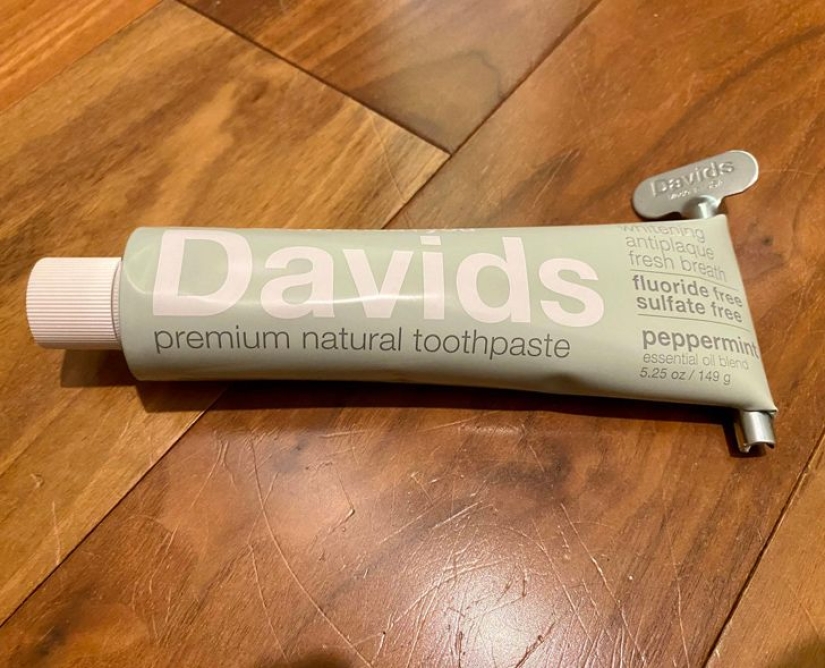 Davids
premium natural toothpaste
whitening
antiplaque
fresh breath
fluoride free
sulfate free
peppermint
essential oil blend
5.25 oz / 149 g
Davids